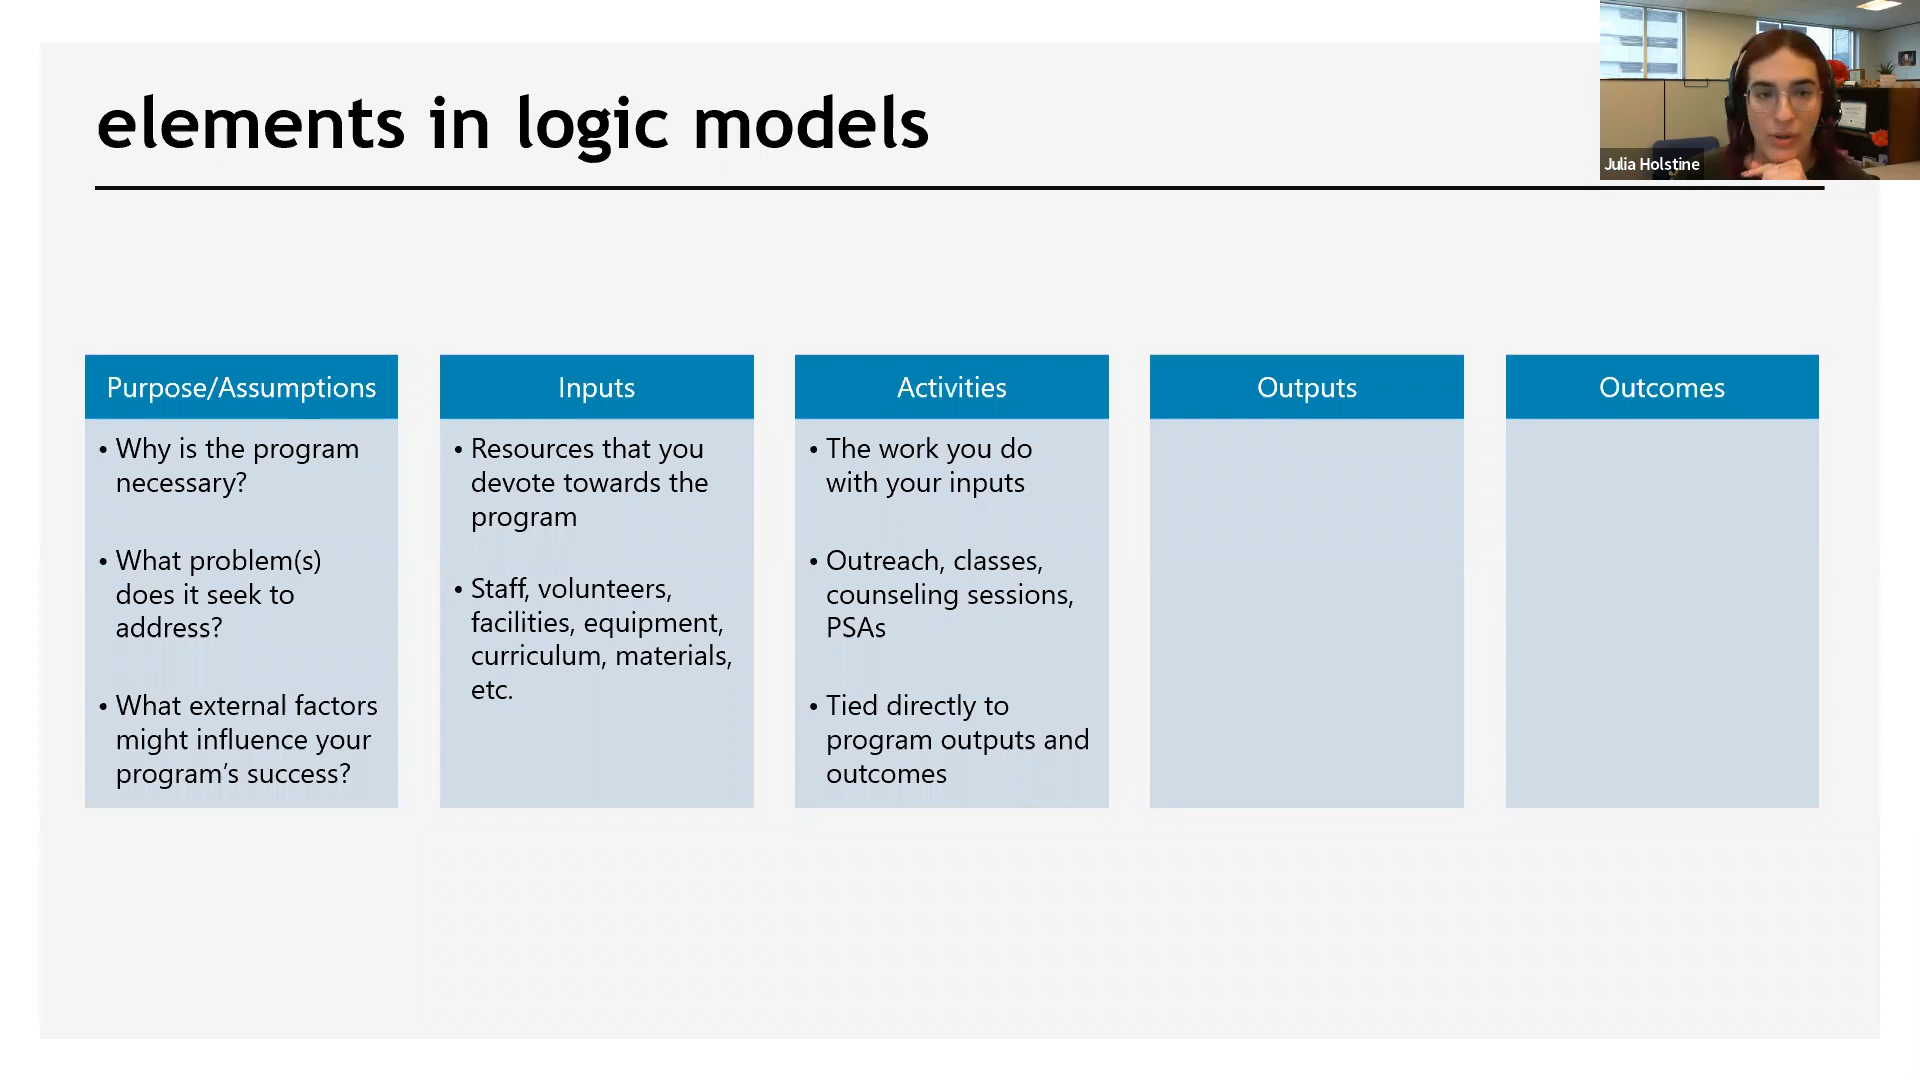 elements in logic models
Julia Holstine
Purpose/Assumptions
• Why is the program
necessary?
• What problem(s)
does it seek to
address?
• What external factors
might influence your
program’s success?
Inputs
• Resources that you
devote towards the
program
• Staff, volunteers,
facilities, equipment,
curriculum, materials,
etc.
Activities
• The work you do
with your inputs
• Outreach, classes,
counseling sessions,
PSAs
• Tied directly to
program outputs and
outcomes
Outputs
Outcomes